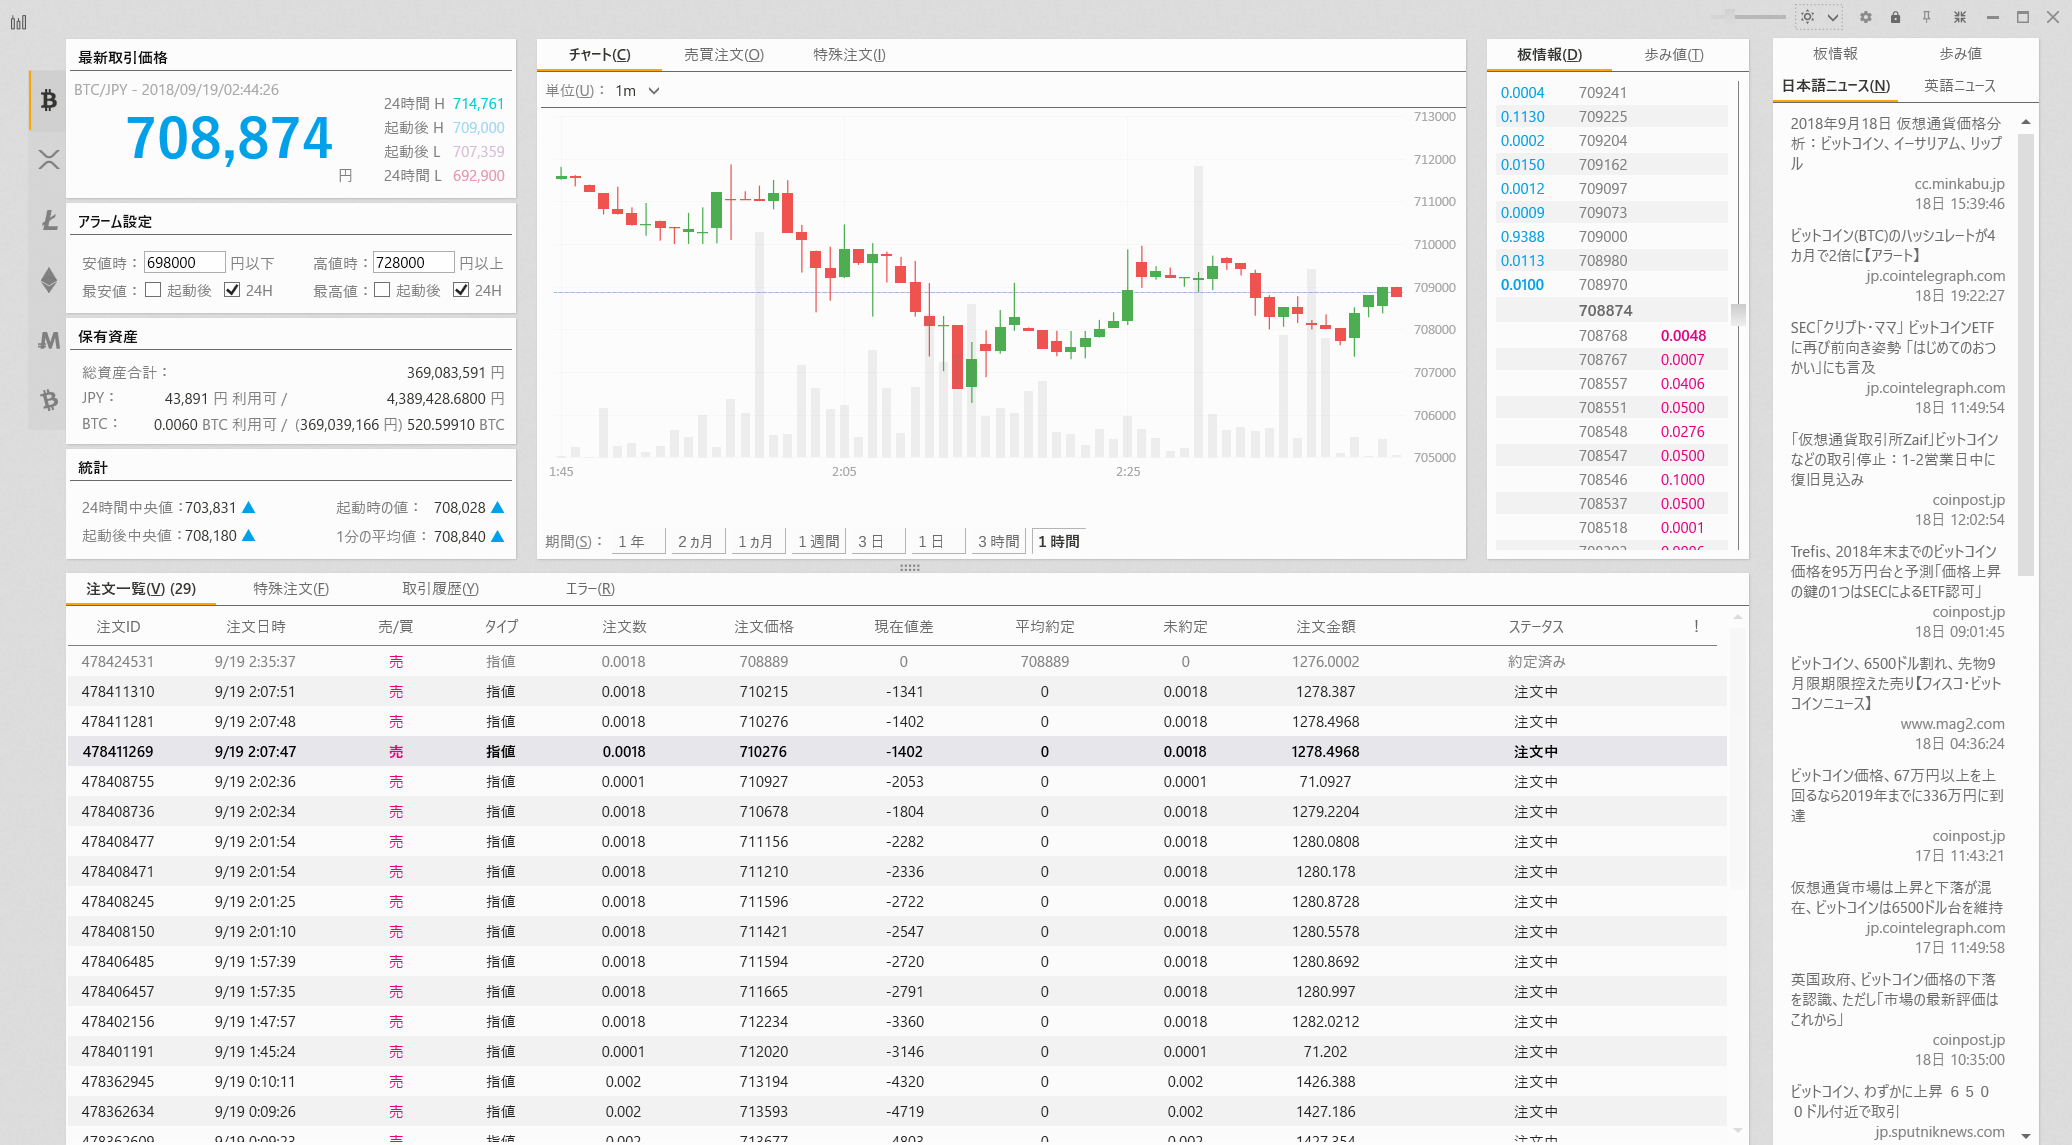 最新取引価格
BTC/JPY - 2018/09/19/02:44:26
708,874
円
24時間 H 714,761
起動後 H 709,000
起動後 L 707,359
24時間 L 692,900
アラーム設定
安値時： 698000 円以下 高値時： 728000 円以上
最安値： 起動後 24H 最高値： 起動後 24H
保有資産
総資産合計： 369,083,591 円
JPY： 43,891 円 利用可 / 4,389,428.6800 円
BTC： 0.0060 BTC 利用可 / (369,039,166 円) 520.59910 BTC
統計
24時間中央値：703,831 ▲ 起動時の値： 708,028 ▲
起動後中央値：708,180 ▲ 1分の平均値： 708,840 ▲
チャート(C) 売買注文(O) 特殊注文(I)
単位(U)： 1m
713000
712000
711000
710000
709000
708000
707000
706000
705000
1:45 2:05 2:25
期間(S)： 1 年 2ヵ月 1ヵ月 1 週間 3 日 1 日 3 時間 1 時間
板情報(D) 歩み値(T)
0.0004 709241
0.1130 709225
0.0002 709204
0.0150 709162
0.0012 709097
0.0009 709073
0.9388 709000
0.0113 708980
0.0100 708970
708874
708768 0.0048
708767 0.0007
708557 0.0406
708551 0.0500
708548 0.0276
708547 0.0500
708546 0.1000
708537 0.0500
708518 0.0001
板情報 歩み値
日本語ニュース(N) 英語ニュース
2018年9月18日 仮想通貨価格分
析：ビットコイン、イーサリアム、リップ
ル
cc.minkabu.jp
18日 15:39:46
ビットコイン(BTC)のハッシュレートが4
カ月で2倍に【アラート】
jp.cointelegraph.com
18日 19:22:27
SEC「クリプト・ママ」 ビットコインETF
に再び前向き姿勢 「はじめてのおつ
かい」にも言及
jp.cointelegraph.com
18日 11:49:54
「仮想通貨取引所Zaif」ビットコイン
などの取引停止：1-2営業日中に
復旧見込み
coinpost.jp
18日 12:02:54
Trefis、2018年末までのビットコイン
価格を95万円台と予測「価格上昇
の鍵の1つはSECによるETF認可」
coinpost.jp
18日 09:01:45
ビットコイン、6500ドル割れ、先物9
月限期限控えた売り【フィスコ・ビット
コインニュース】
www.mag2.com
18日 04:36:24
ビットコイン価格、67万円以上を上
回るなら2019年までに336万円に到
達
coinpost.jp
17日 11:43:21
仮想通貨市場は上昇と下落が混
在、ビットコインは6500ドル台を維持
jp.cointelegraph.com
17日 11:49:58
英国政府、ビットコイン価格の下落
を認識、ただし「市場の最新評価は
これから」
coinpost.jp
18日 10:35:00
ビットコイン、わずかに上昇 ６５０
０ドル付近で取引
jp.sputniknews.com
注文一覧(V) (29) 特殊注文(F) 取引履歴(Y) エラー(R)
注文ID 注文日時 売/買 タイプ 注文数 注文価格 現在値差 平均約定 未約定 注文金額 ステータス !
478424531 9/19 2:35:37 売 指値 0.0018 708889 0 708889 0 1276.0002 約定済み
478411310 9/19 2:07:51 売 指値 0.0018 710215 -1341 0 0.0018 1278.387 注文中
478411281 9/19 2:07:48 売 指値 0.0018 710276 -1402 0 0.0018 1278.4968 注文中
478411269 9/19 2:07:47 売 指値 0.0018 710276 -1402 0 0.0018 1278.4968 注文中
478408755 9/19 2:02:36 売 指値 0.0001 710927 -2053 0 0.0001 71.0927 注文中
478408736 9/19 2:02:34 売 指値 0.0018 710678 -1804 0 0.0018 1279.2204 注文中
478408477 9/19 2:01:54 売 指値 0.0018 711156 -2282 0 0.0018 1280.0808 注文中
478408471 9/19 2:01:54 売 指値 0.0018 711210 -2336 0 0.0018 1280.178 注文中
478408245 9/19 2:01:25 売 指値 0.0018 711596 -2722 0 0.0018 1280.8728 注文中
478408150 9/19 2:01:10 売 指値 0.0018 711421 -2547 0 0.0018 1280.5578 注文中
478406485 9/19 1:57:39 売 指値 0.0018 711594 -2720 0 0.0018 1280.8692 注文中
478406457 9/19 1:57:35 売 指値 0.0018 711665 -2791 0 0.0018 1280.997 注文中
478402156 9/19 1:47:57 売 指値 0.0018 712234 -3360 0 0.0018 1282.0212 注文中
478401191 9/19 1:45:24 売 指値 0.0001 712020 -3146 0 0.0001 71.202 注文中
478362945 9/19 0:10:11 売 指値 0.002 713194 -4320 0 0.002 1426.388 注文中
478362634 9/19 0:09:26 売 指値 0.002 713593 -4719 0 0.002 1427.186 注文中
478362609 9/19 0:09:23 売 指値 0.002 713677 -4803 0 0.002 1427.354 注文中